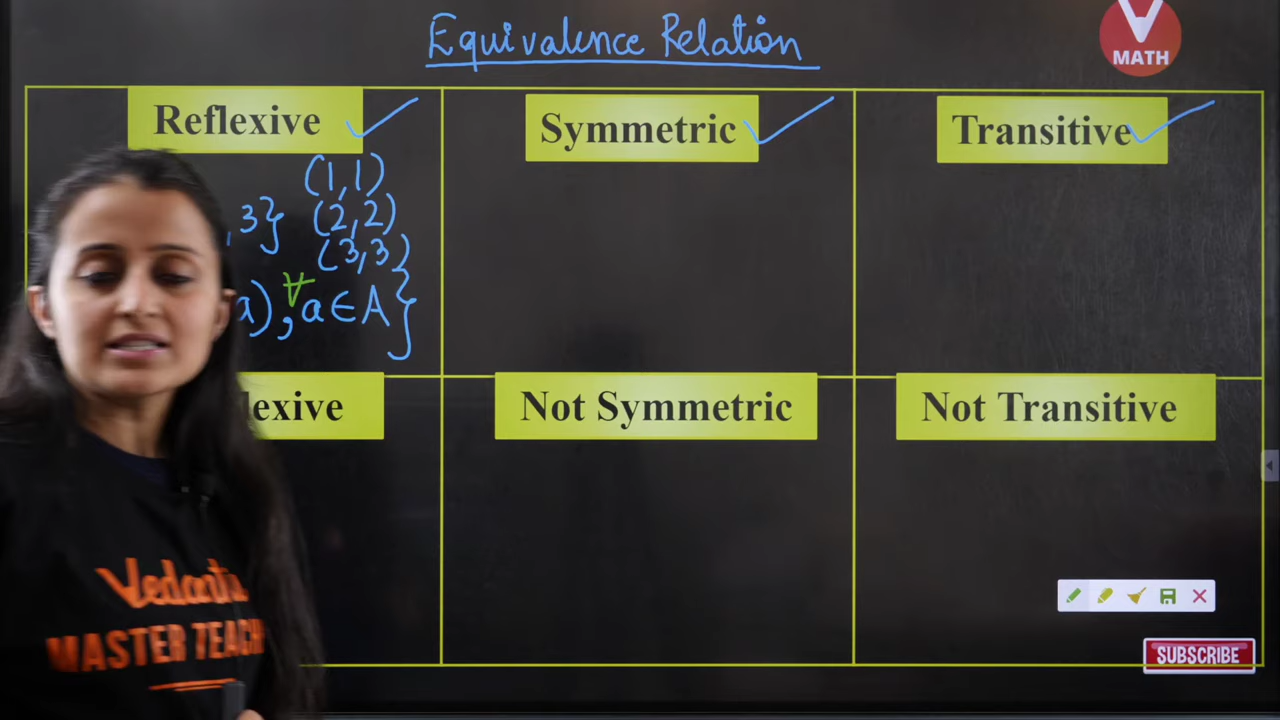 Equivalence Relation
V
MATH
Reflexive
Symmetric
Transitive
(1,1)
, 3} (2,2)
(3,3)
a), ∀ a ∈ A}
lexive
Not Symmetric
Not Transitive
Vedantu
MASTER TEACH
SUBSCRIBE